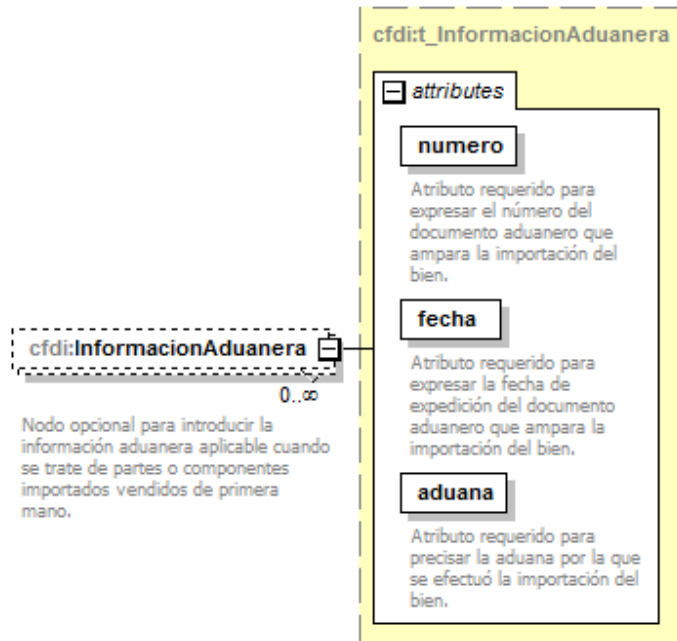 cfdi:t_InformacionAduanera
attributes
numero
Atributo requerido para
expresar el número del
documento aduanero que
ampara la importación del
bien.
fecha
Atributo requerido para
expresar la fecha de
expedición del documento
aduanero que ampara la
importación del bien.
aduana
Atributo requerido para
precisar la aduana por la que
se efectuó la importación del
bien.
cfdi:InformacionAduanera
0..∞
Nodo opcional para introducir la
información aduanera aplicable cuando
se trate de partes o componentes
importados vendidos de primera
mano.